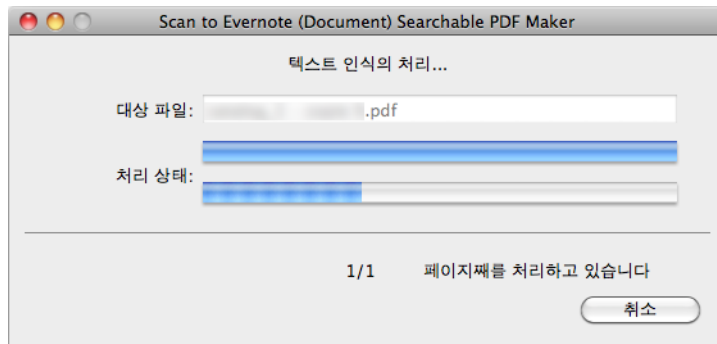 Scan to Evernote (Document) Searchable PDF Maker
텍스트 인식의 처리...
대상 파일: .pdf
처리 상태:
1/1 페이지째를 처리하고 있습니다
취소